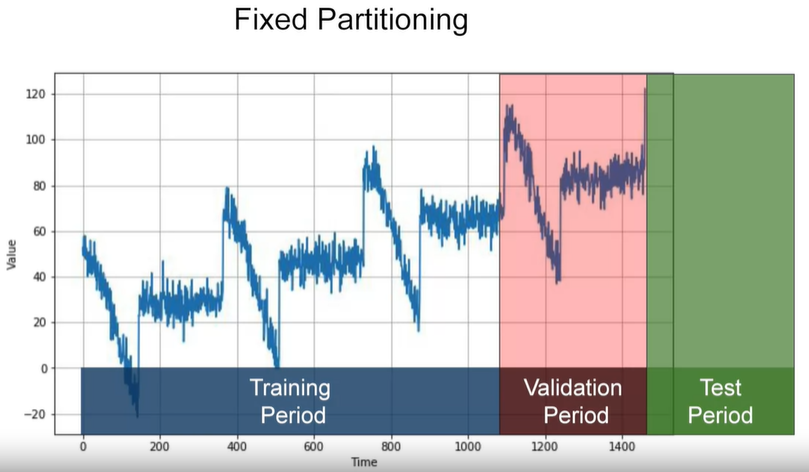 Fixed Partitioning
120
100
80
60
40
20
0
−20
Value
Training
Period
Validation
Period
Test
Period
0 200 400 600 800 1000 1200 1400
Time